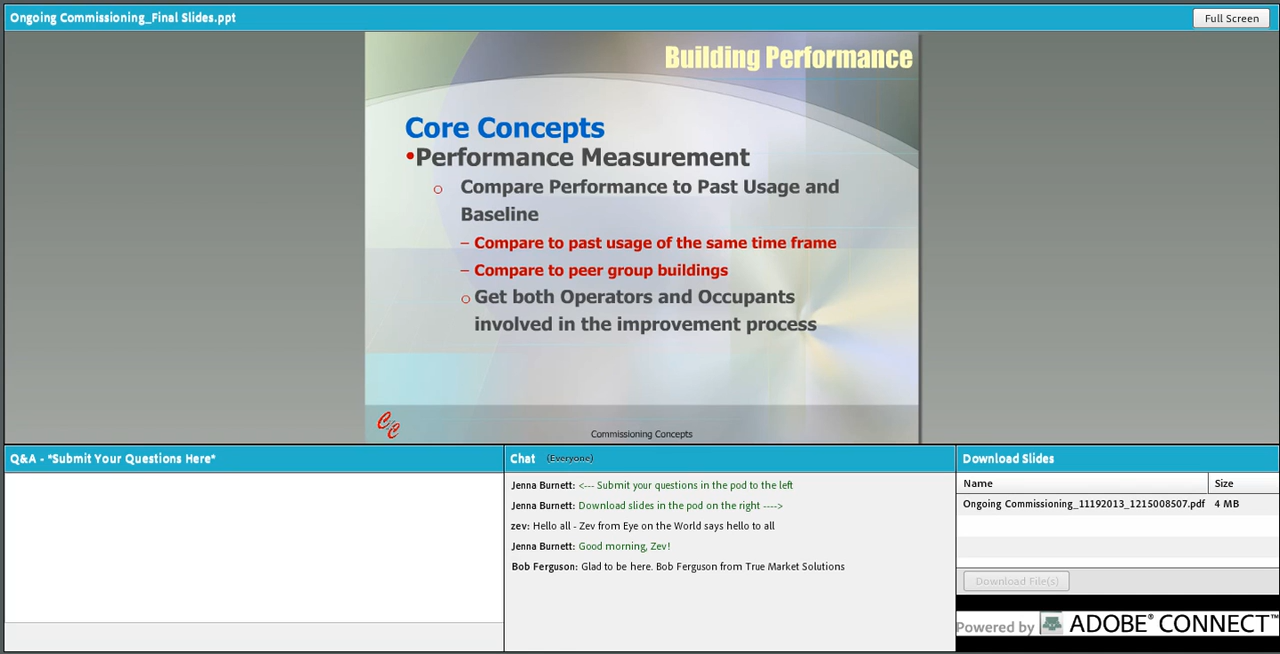 Ongoing Commissioning_Final Slides.ppt
Full Screen
Building Performance
Core Concepts
•Performance Measurement
o Compare Performance to Past Usage and
Baseline
– Compare to past usage of the same time frame
– Compare to peer group buildings
o Get both Operators and Occupants
involved in the improvement process
CC
Commissioning Concepts
Q&A - *Submit Your Questions Here*
Chat (Everyone)
Jenna Burnett: <--- Submit your questions in the pod to the left
Jenna Burnett: Download slides in the pod on the right ---->
zev: Hello all - Zev from Eye on the World says hello to all
Jenna Burnett: Good morning, Zev!
Bob Ferguson: Glad to be here. Bob Ferguson from True Market Solutions
Download Slides
Name Size
Ongoing Commissioning_11192013_1215008507.pdf 4 MB
Download File(s)
Powered by ADOBE® CONNECT™